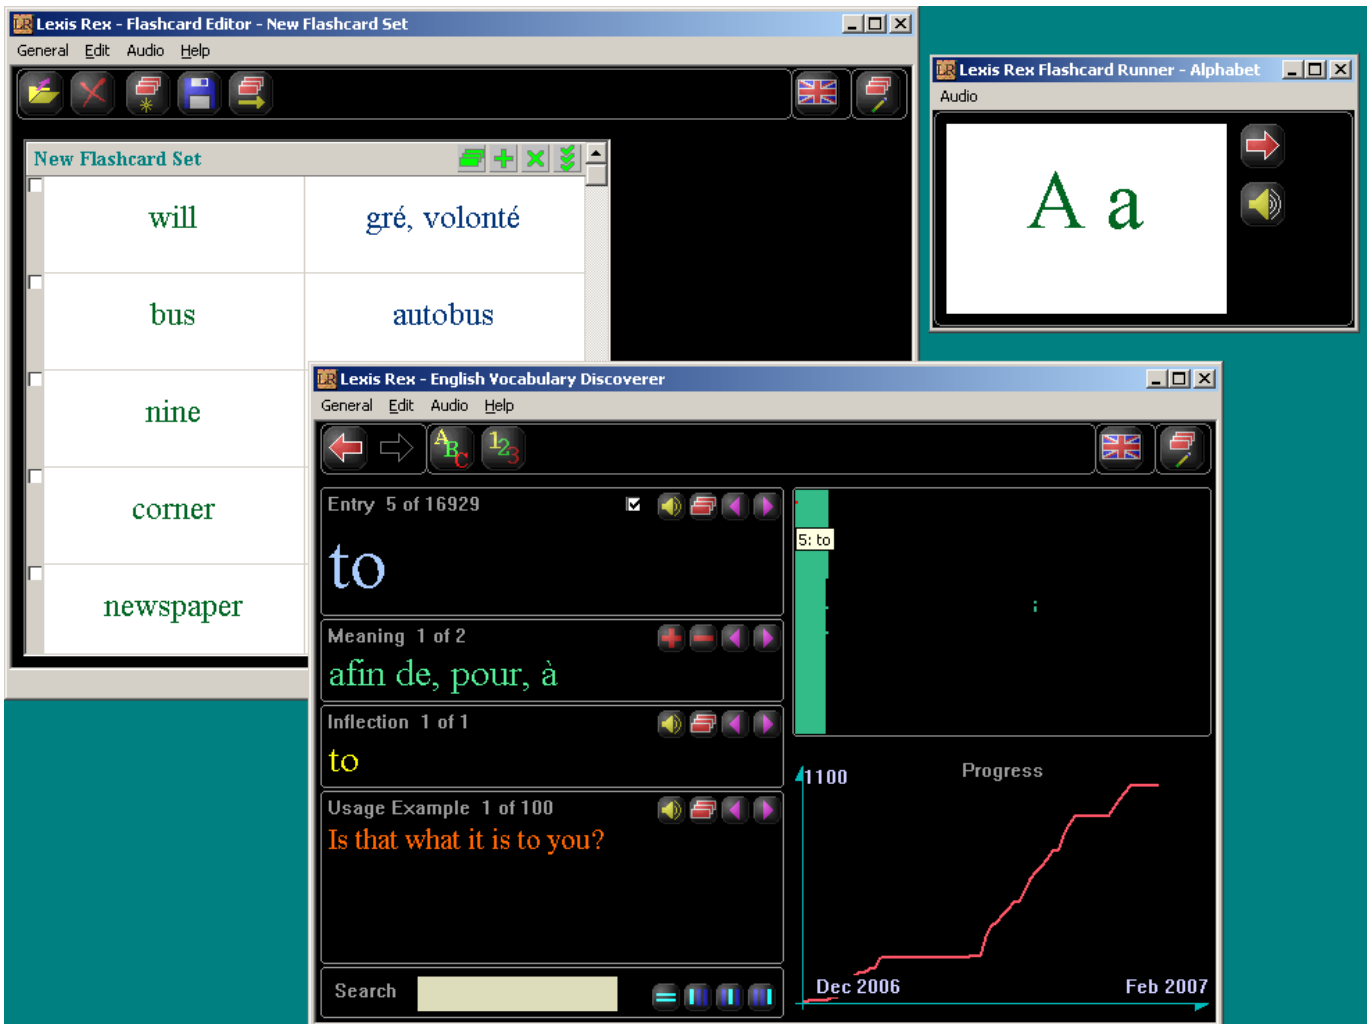 Lexis Rex - Flashcard Editor - New Flashcard Set
General Edit Audio Help
New Flashcard Set
will gré, volonté
bus autobus
nine
corner
newspaper
Lexis Rex Flashcard Runner - Alphabet
Audio
A a
Lexis Rex - English Vocabulary Discoverer
General Edit Audio Help
ABC 123
Entry 5 of 16929
to
Meaning 1 of 2
afin de, pour, à
Inflection 1 of 1
to
Usage Example 1 of 100
Is that what it is to you?
Search
5: to
1100 Progress
Dec 2006 Feb 2007